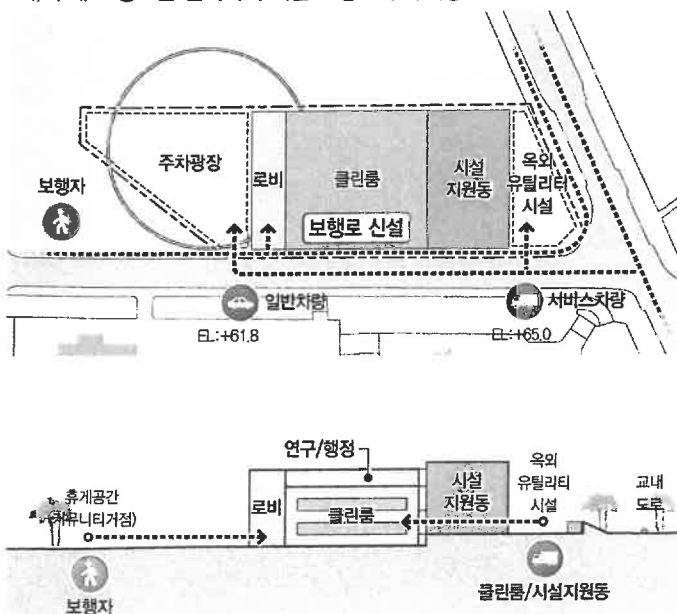 주차광장
보행자
로비
클린룸
시설
지원동
옥외
유틸리티
시설
보행로 신설
일반차량
EL:+61.8
서비스차량
EL:+65.0
연구/행정
휴게공간
(커뮤니티거점)
로비
클린룸
시설
지원동
옥외
유틸리티
시설
교내
도로
보행자
클린룸/시설지원동